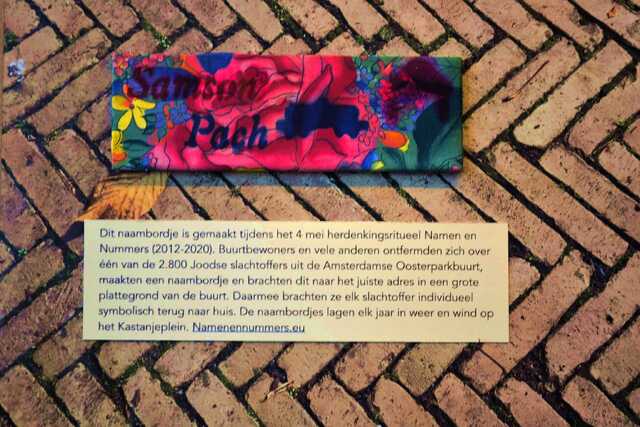 Samson
Pach
Dit naambordje is gemaakt tijdens het 4 mei herdenkingsritueel Namen en
Nummers (2012-2020). Buurtbewoners en vele anderen ontfermden zich over
één van de 2.800 Joodse slachtoffers uit de Amsterdamse Oosterparkbuurt,
maakten een naambordje en brachten dit naar het juiste adres in een grote
plattegrond van de buurt. Daarmee brachten ze elk slachtoffer individueel
symbolisch terug naar huis. De naambordjes lagen elk jaar in weer en wind op
het Kastanjeplein. Namenennummers.eu